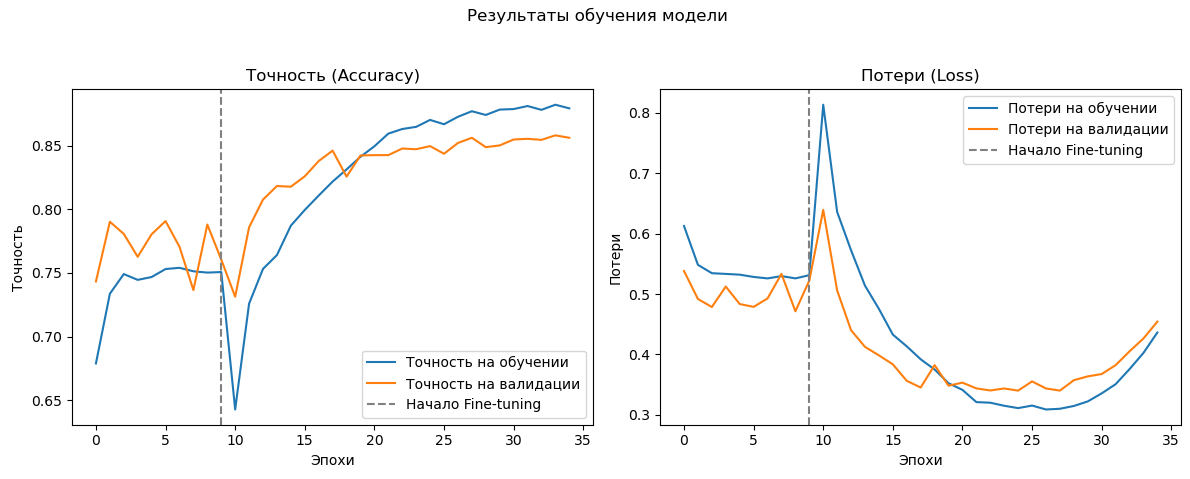 Результаты обучения модели
Точность (Accuracy)
Точность
0.85
0.80
0.75
0.70
0.65
0
5
10
15
20
25
30
35
Эпохи
Точность на обучении
Точность на валидации
Начало Fine-tuning
Потери (Loss)
Потери
0.8
0.7
0.6
0.5
0.4
0.3
0
5
10
15
20
25
30
35
Эпохи
Потери на обучении
Потери на валидации
Начало Fine-tuning